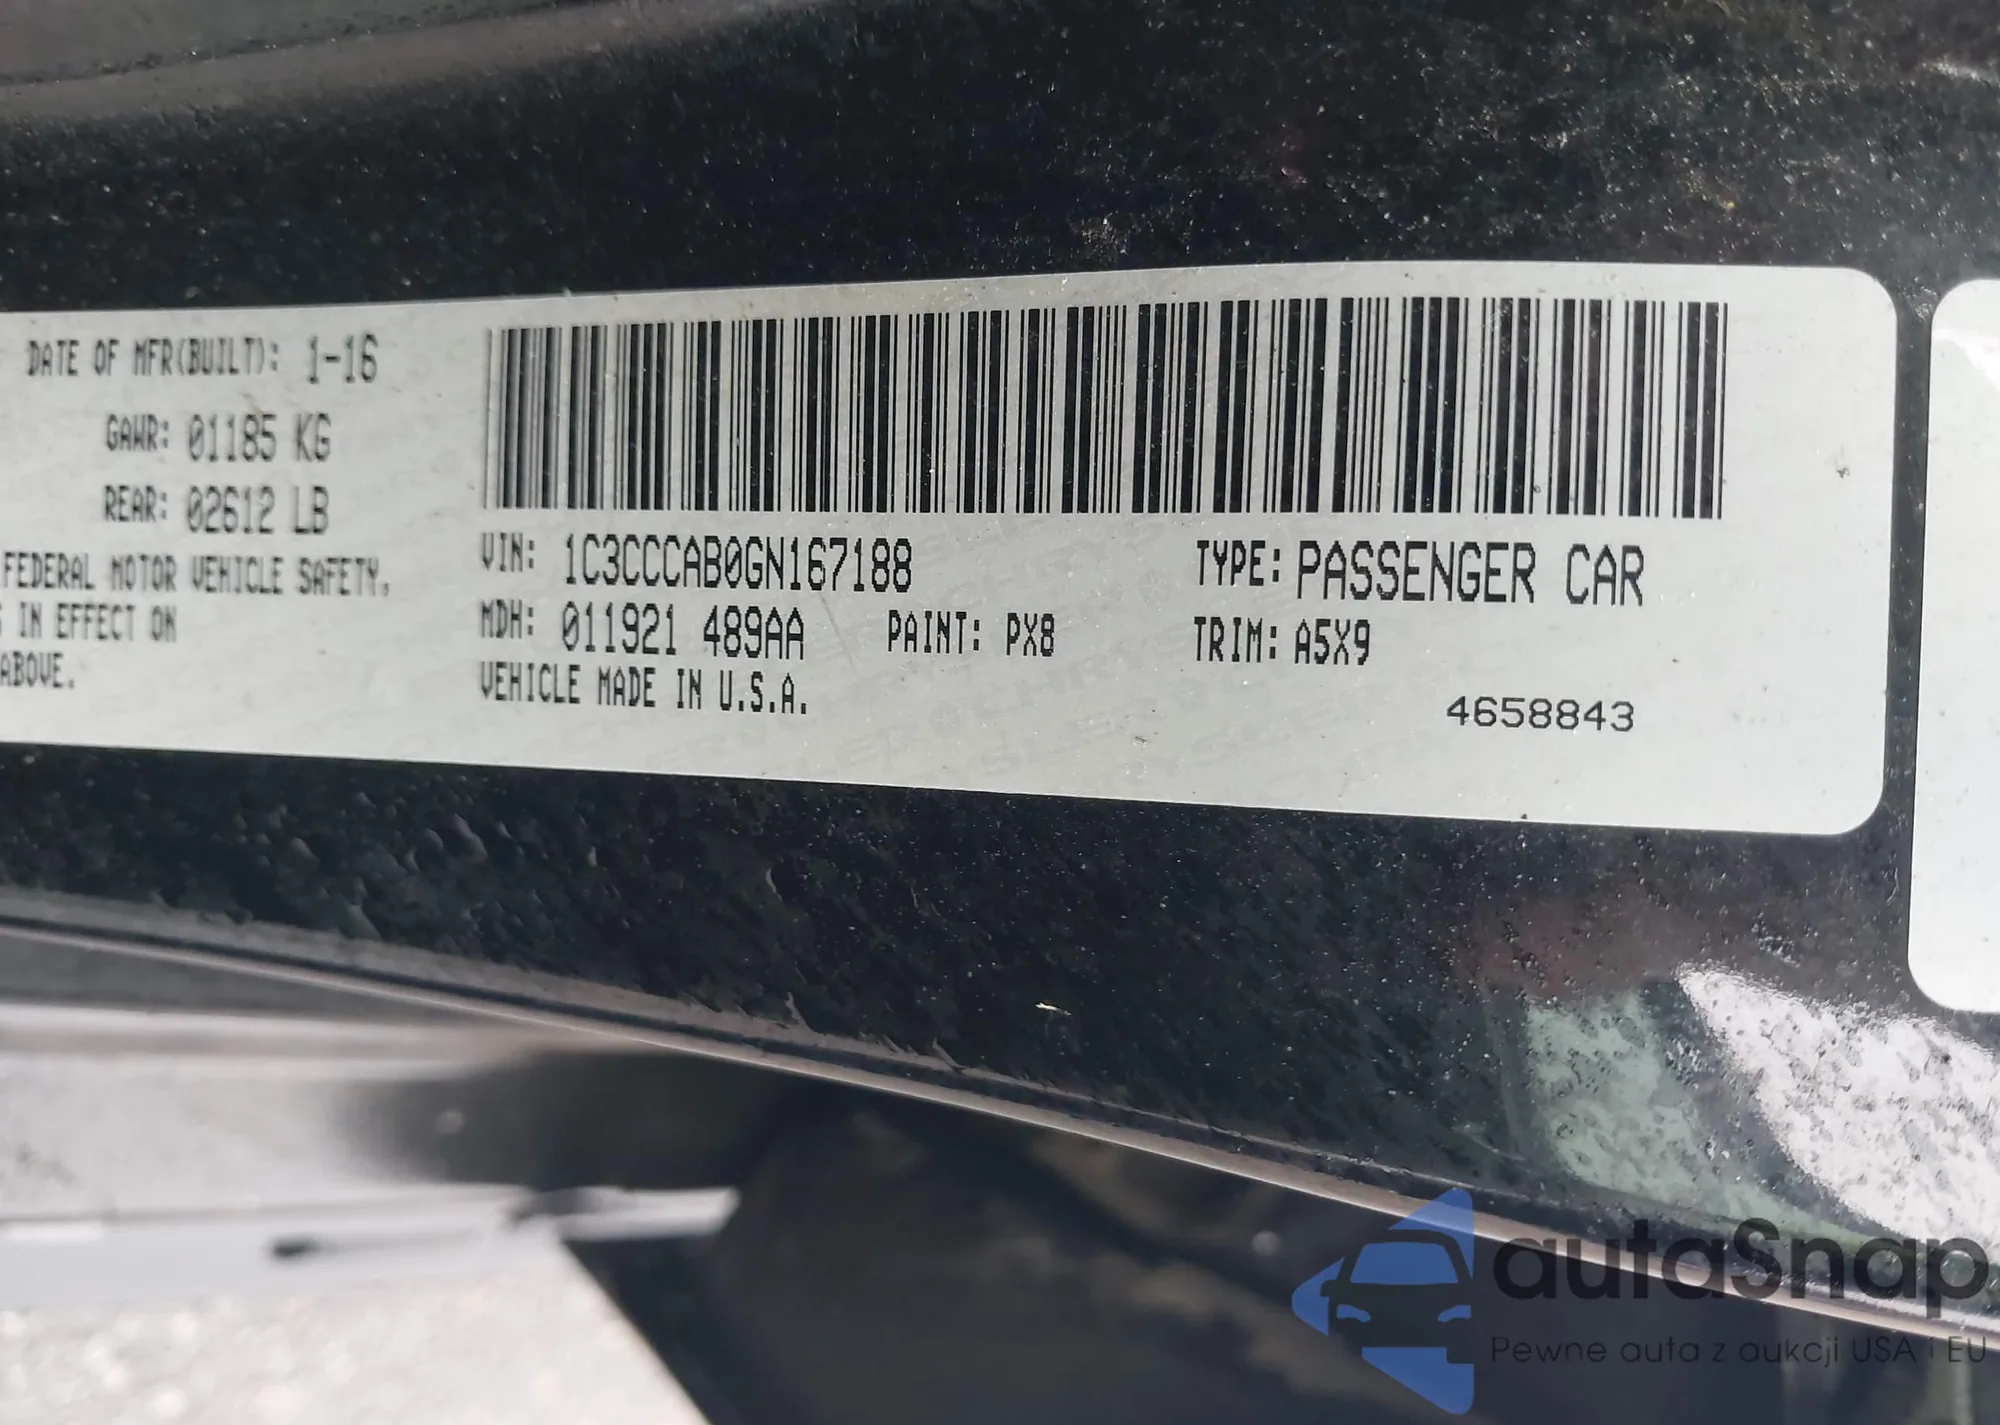 DATE OF MFR(BUILT): 1-16
GAWR: 01185 KG
REAR: 02612 LB
FEDERAL MOTOR VEHICLE SAFETY,
IN EFFECT ON
ABOVE.
VIN: 1C3CCCAB0GN167188
TYPE: PASSENGER CAR
MDH: 011921 489AA
PAINT: PX8
TRIM: A5X9
VEHICLE MADE IN U.S.A.
4658843
autaSnap
Pewne auta z aukcji USA i EU